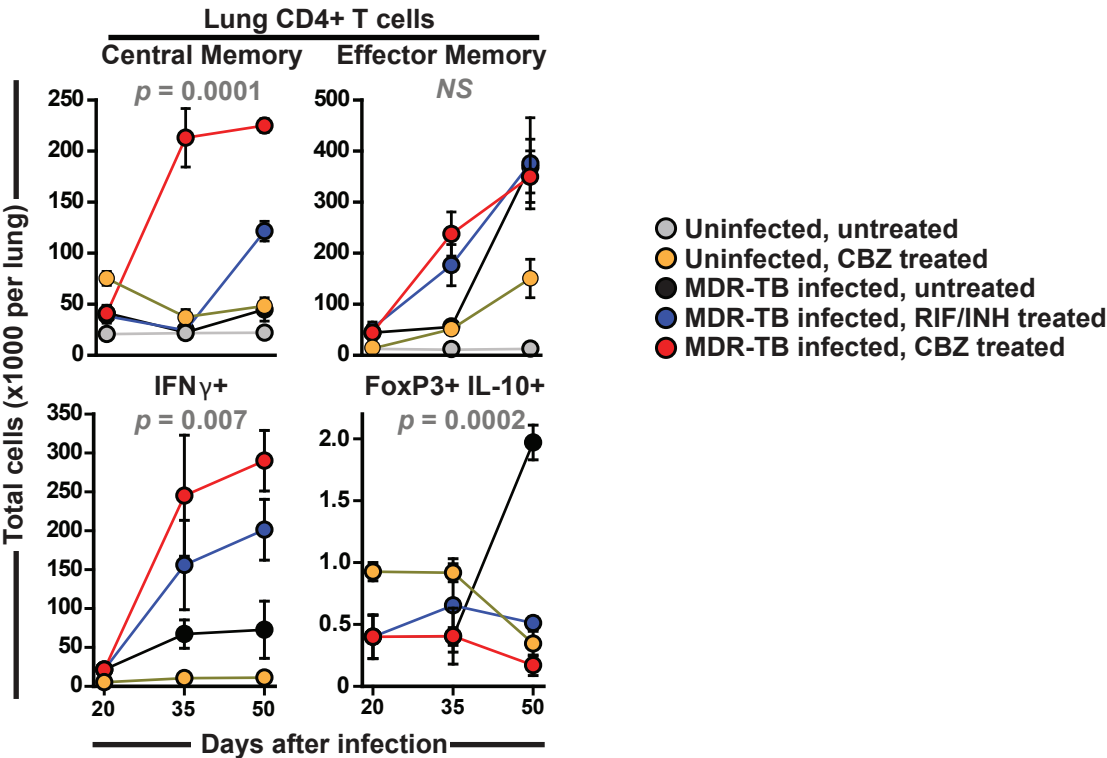 Lung CD4+ T cells
Central Memory
Effector Memory
p = 0.0001
NS
250
200
150
100
50
0
500
400
300
200
100
0
IFNγ+
FoxP3+ IL-10+
p = 0.007
p = 0.0002
350
300
250
200
150
100
50
0
2.0
1.5
1.0
0.5
0
20
35
50
20
35
50
Days after infection
Total cells (x1000 per lung)
Uninfected, untreated
Uninfected, CBZ treated
MDR-TB infected, untreated
MDR-TB infected, RIF/INH treated
MDR-TB infected, CBZ treated